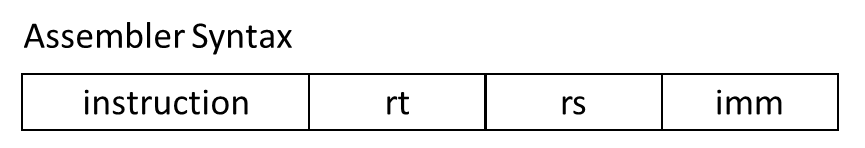 Assembler Syntax
instruction rt rs imm